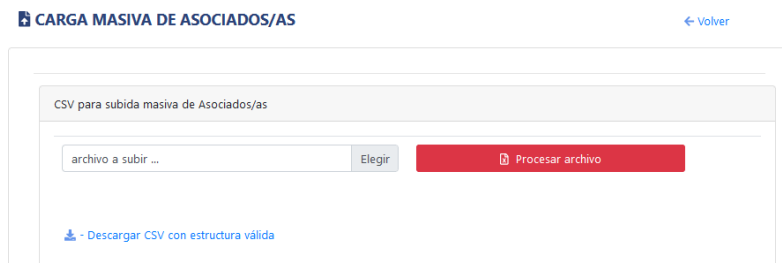 CARGA MASIVA DE ASOCIADOS/AS
Volver
CSV para subida masiva de Asociados/as
archivo a subir ...
Elegir
Procesar archivo
- Descargar CSV con estructura válida